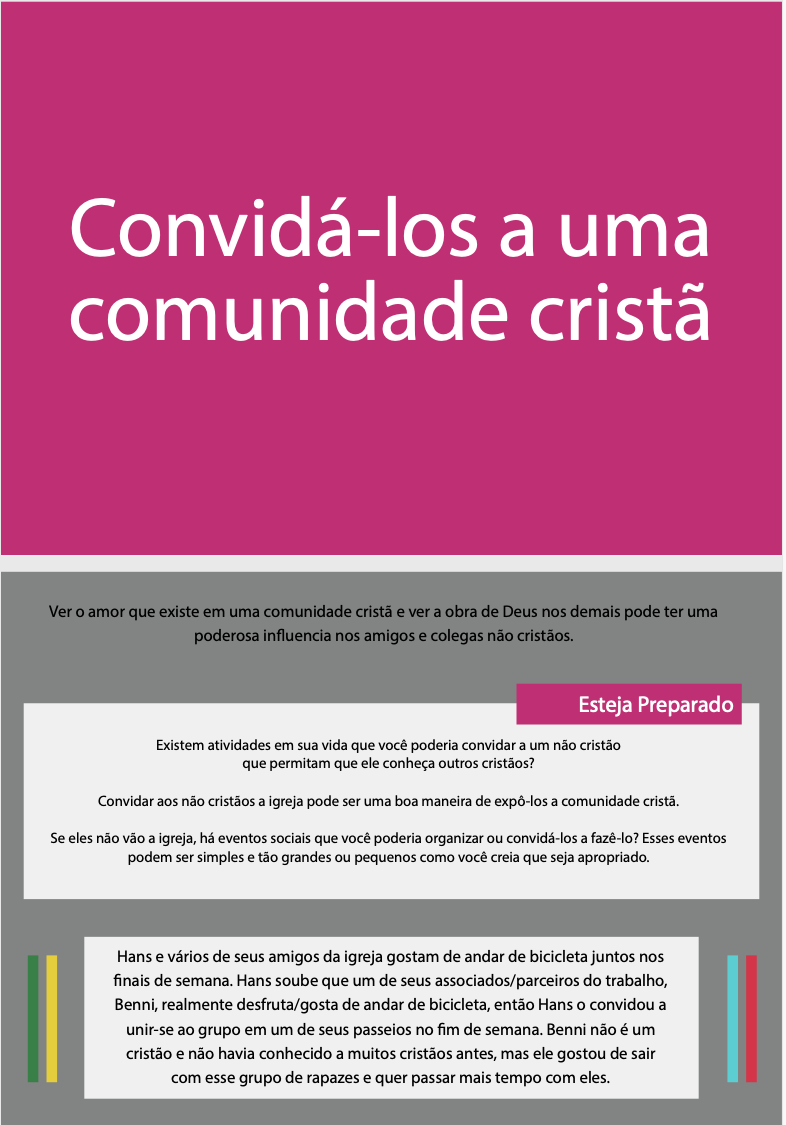 Convidá-los a uma
comunidade cristã
Ver o amor que existe em uma comunidade cristã e ver a obra de Deus nos demais pode ter uma
poderosa influencia nos amigos e colegas não cristãos.
Esteja Preparado
Existem atividades em sua vida que você poderia convidar a um não cristão
que permitam que ele conheça outros cristãos?
Convidar aos não cristãos a igreja pode ser uma boa maneira de expô-los a comunidade cristã.
Se eles não vão a igreja, há eventos sociais que você poderia organizar ou convidá-los a fazê-lo? Esses eventos
podem ser simples e tão grandes ou pequenos como você creia que seja apropriado.
Hans e vários de seus amigos da igreja gostam de andar de bicicleta juntos nos
finais de semana. Hans soube que um de seus associados/parceiros do trabalho,
Benni, realmente desfruta/gosta de andar de bicicleta, então Hans o convidou a
unir-se ao grupo em um de seus passeios no fim de semana. Benni não é um
cristão e não havia conhecido a muitos cristãos antes, mas ele gostou de sair
com esse grupo de rapazes e quer passar mais tempo com eles.